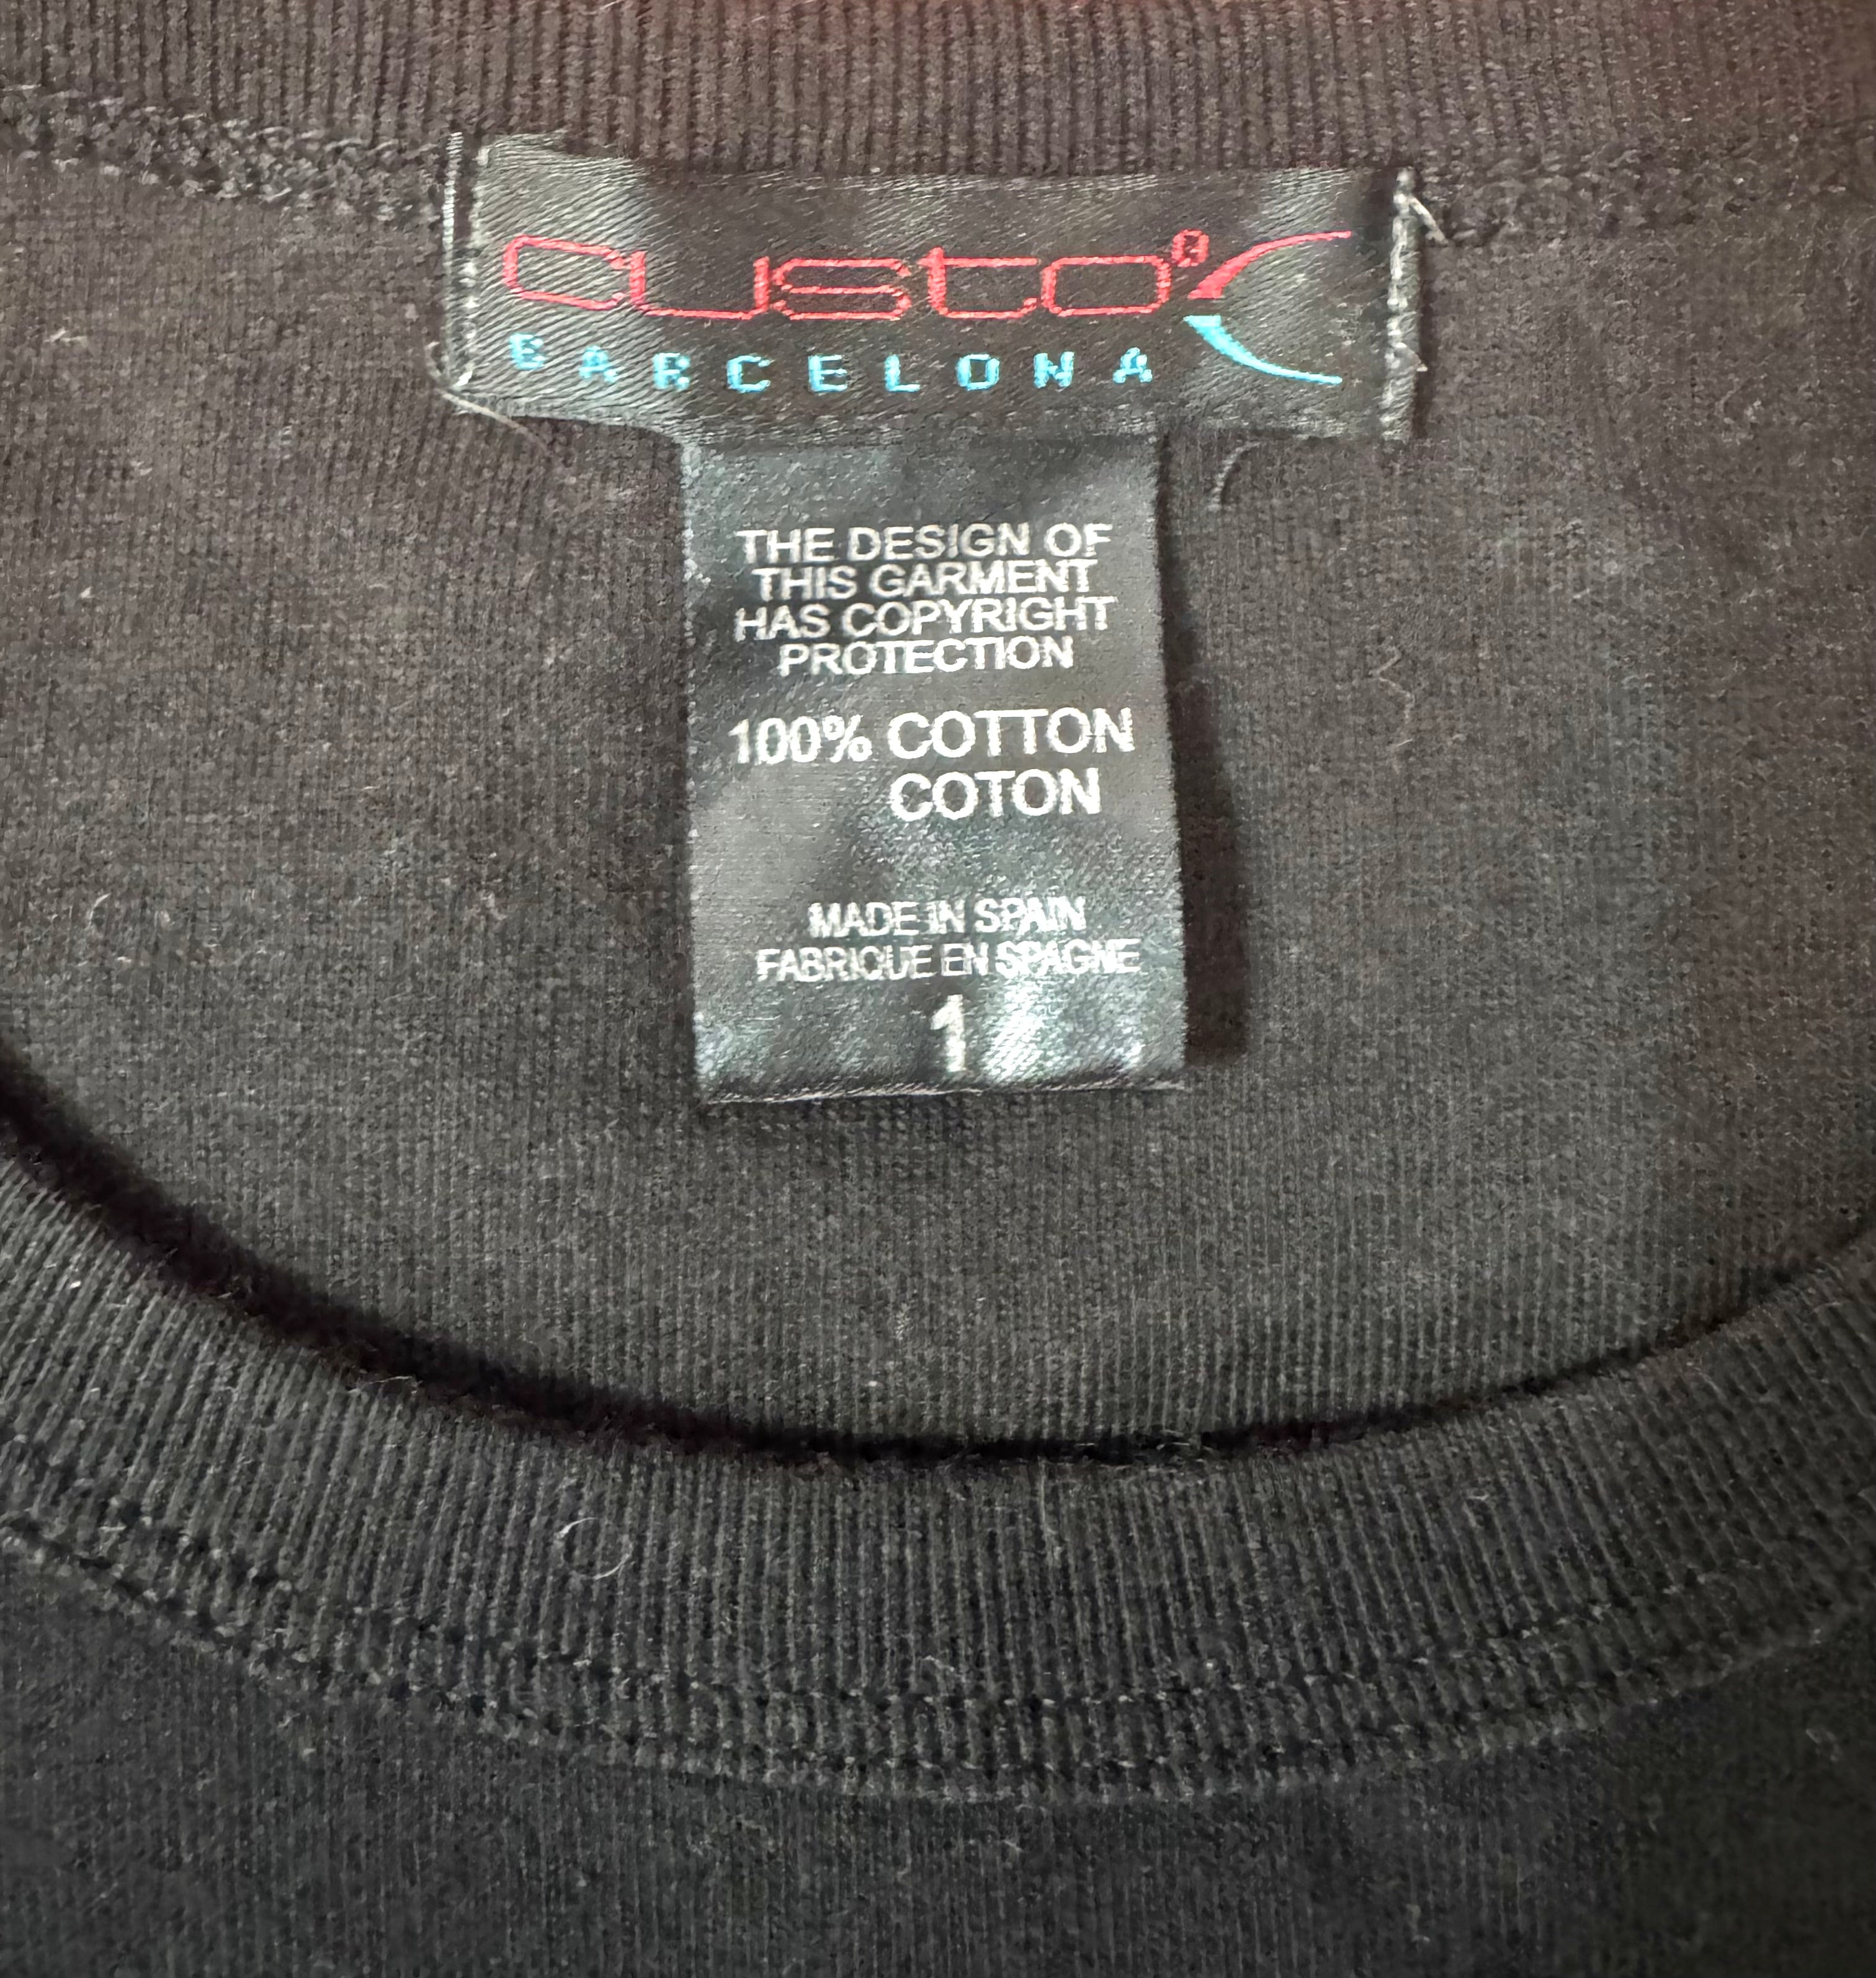 custo®
BARCELONA
THE DESIGN OF
THIS GARMENT
HAS COPYRIGHT
PROTECTION
100% COTTON
COTON
MADE IN SPAIN
FABRIQUE EN SPAGNE
1